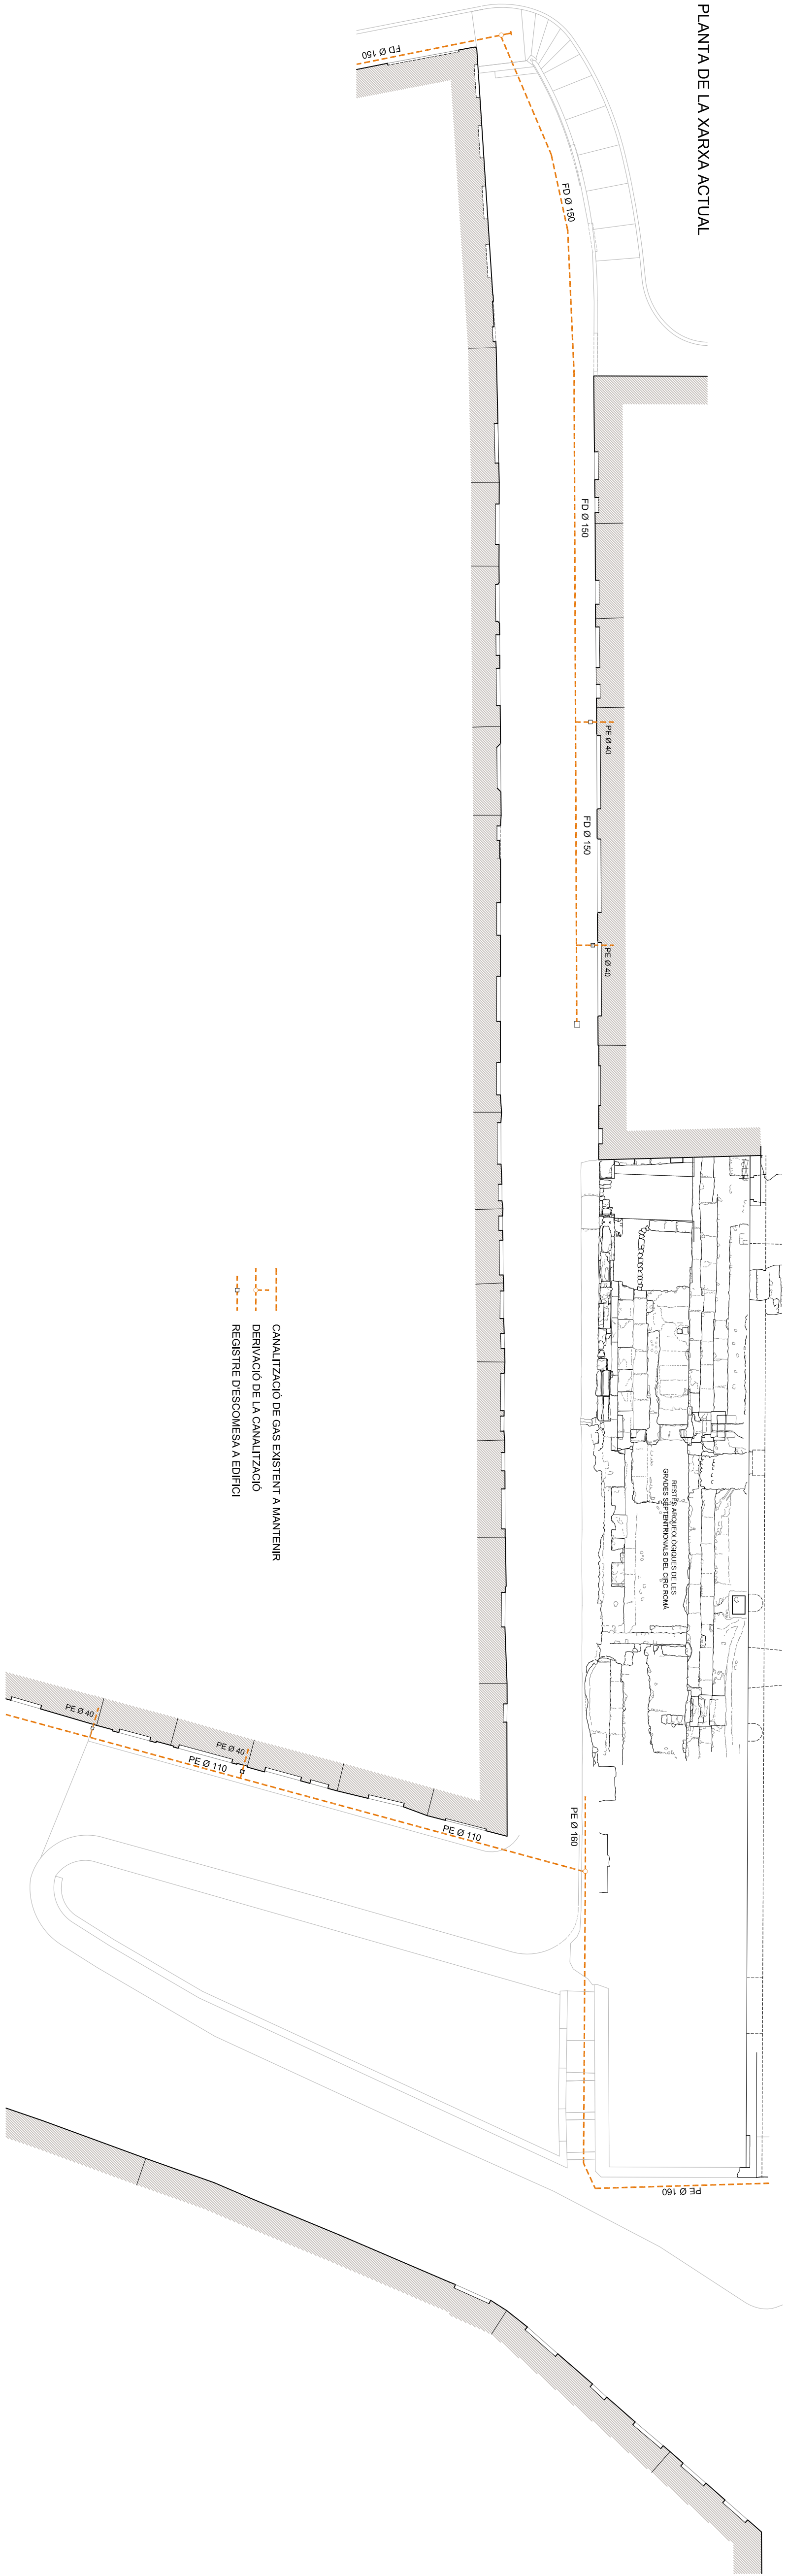 PLANTA DE LA XARXA ACTUAL
FD Ø 150
FD Ø 150
FD Ø 150
PE Ø 40
FD Ø 150
PE Ø 40
RESTES ARQUEOLOGIQUES DE LES
GRADES SEPTENTRIONALS DEL CIRC ROMÀ
CANALITZACIÓ DE GAS EXISTENT A MANTENIR
DERIVACIÓ DE LA CANALITZACIÓ
REGISTRE D'ESCOMESA A EDIFICI
PE Ø 40
PE Ø 110
PE Ø 40
PE Ø 110
PE Ø 160
PE Ø 160